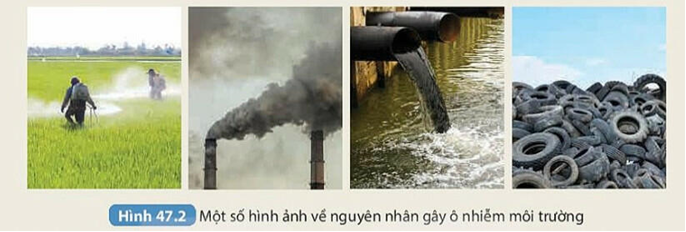 Hình 47.2 Một số hình ảnh về nguyên nhân gây ô nhiễm môi trường